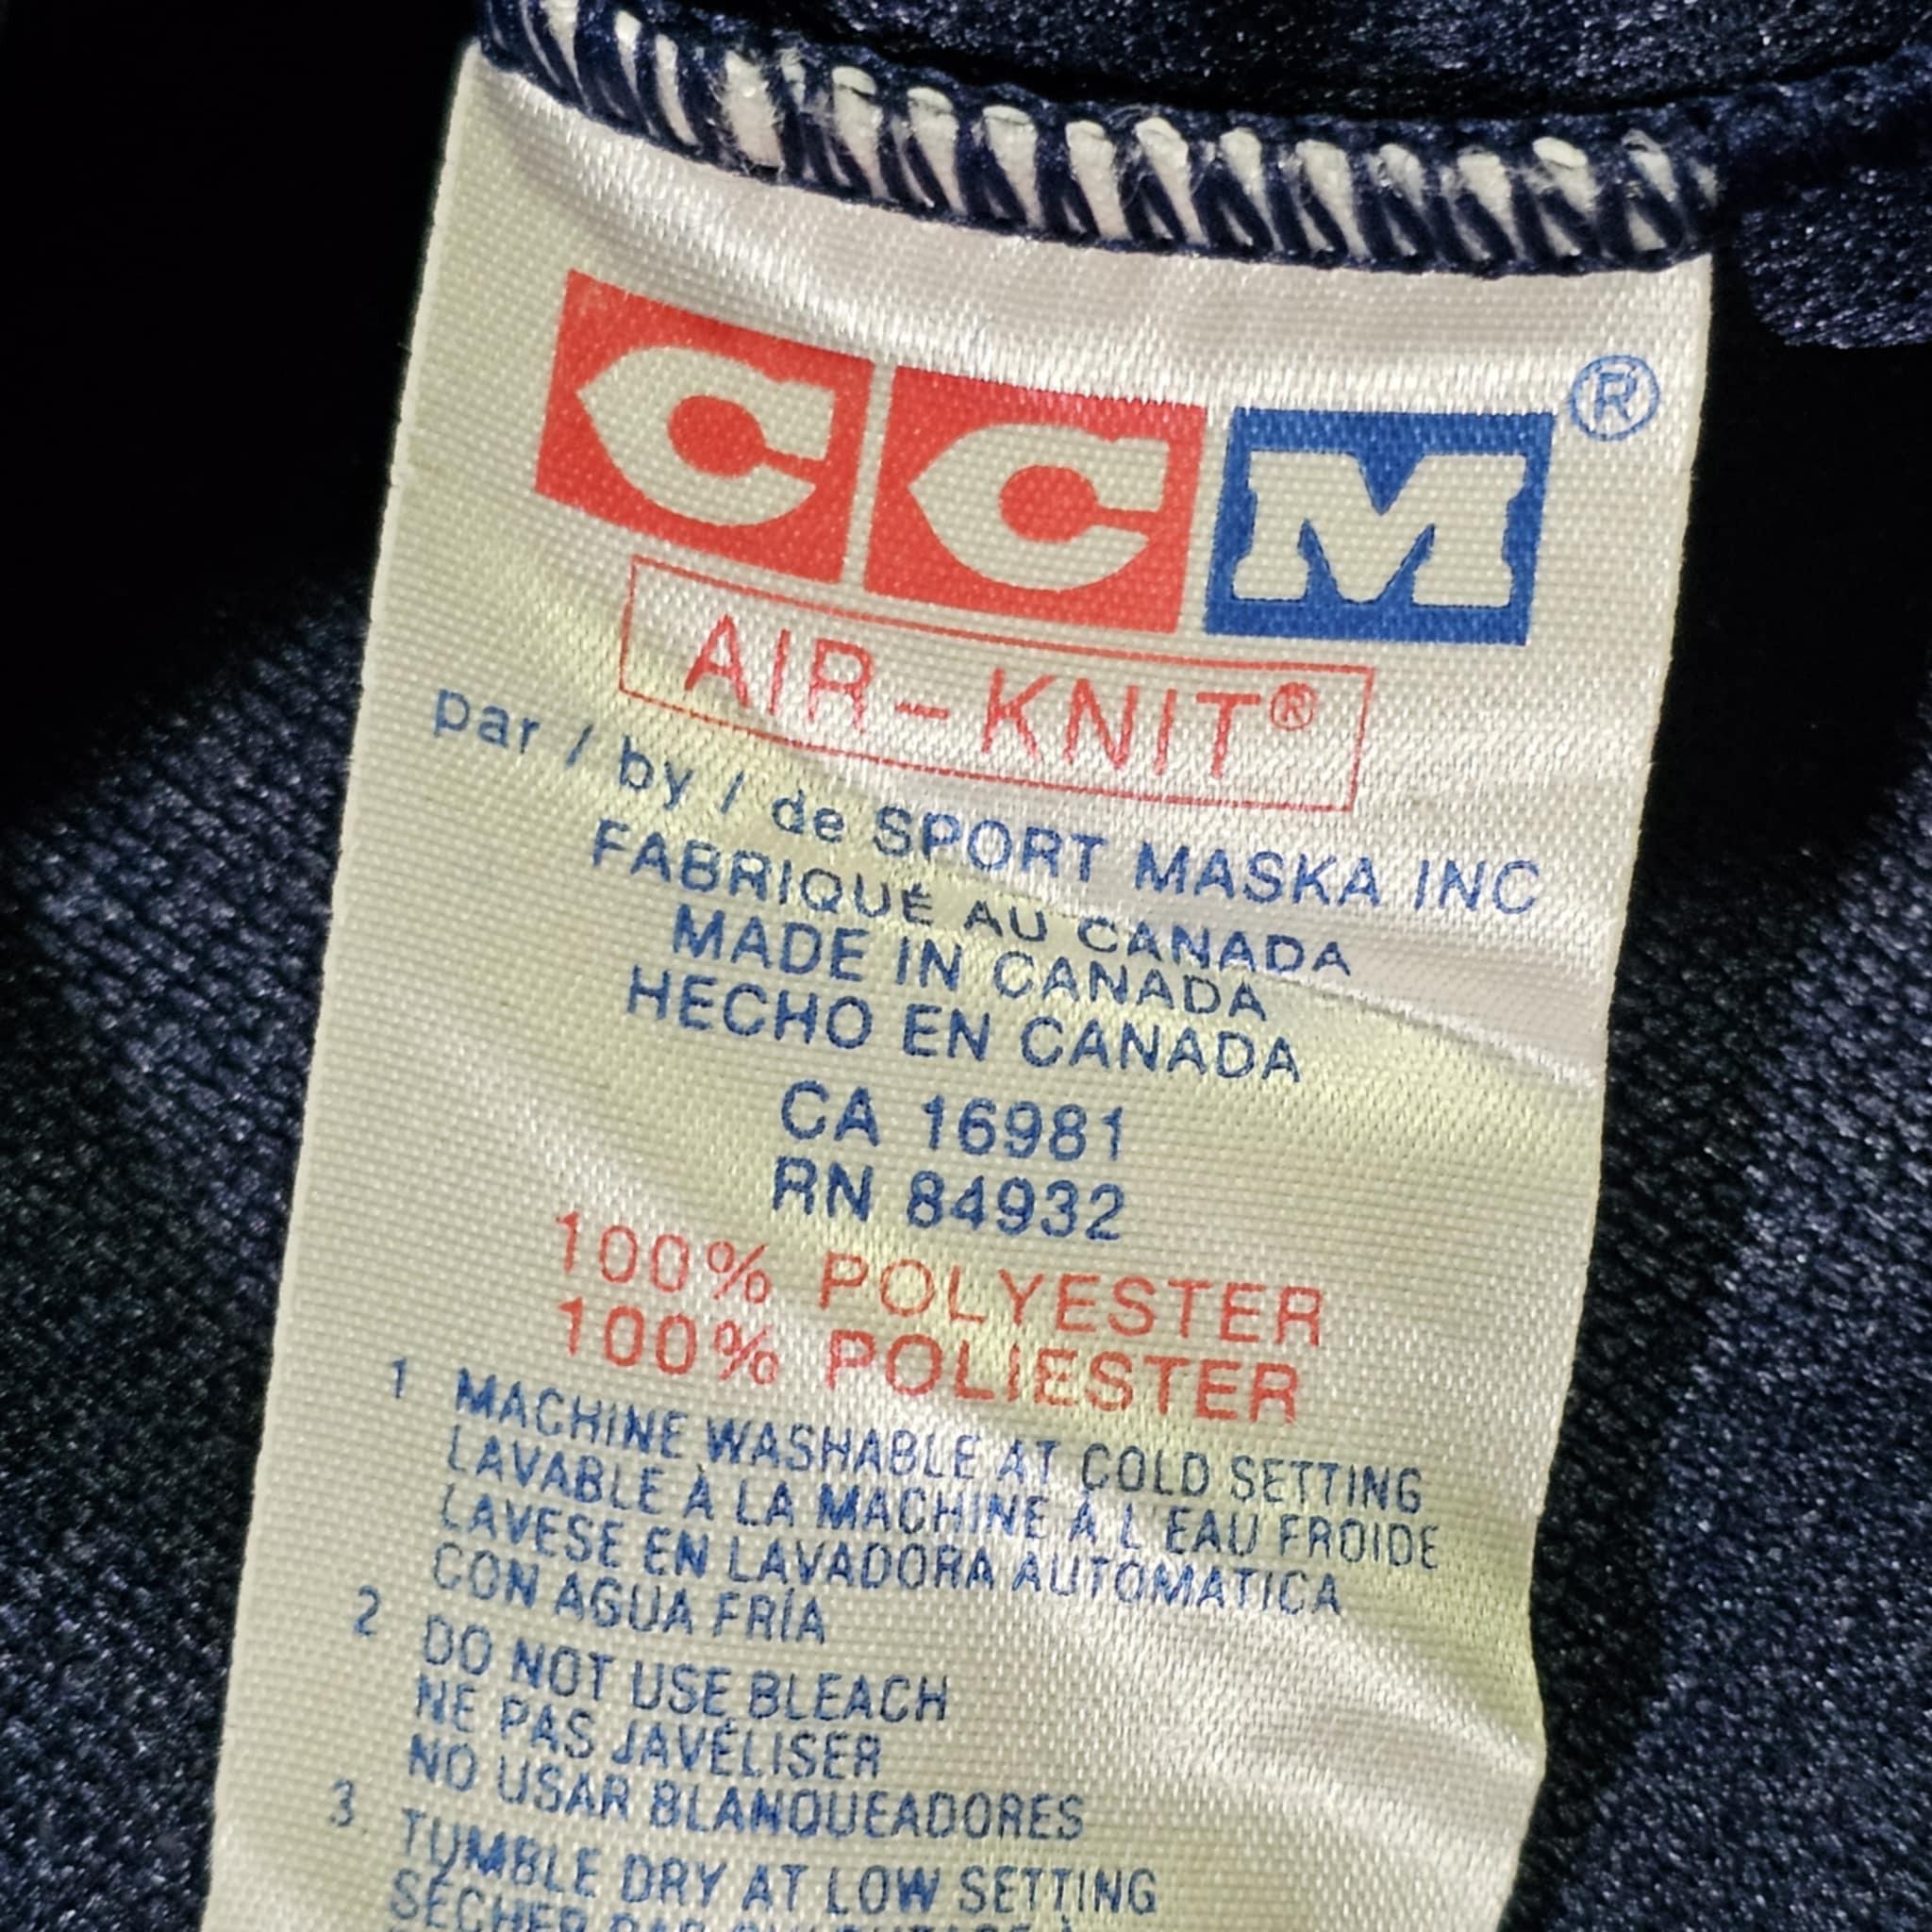 CCM®
AIR-KNIT®
par / by / de SPORT MASKA INC
FABRIQUÉ AU CANADA
MADE IN CANADA
HECHO EN CANADA
CA 16981
RN 84932
100% POLYESTER
100% POLIESTER
1 MACHINE WASHABLE AT COLD SETTING
LAVABLE À LA MACHINE À L'EAU FROIDE
LAVESE EN LAVADORA AUTOMATICA
CON AGUA FRÍA
2 DO NOT USE BLEACH
NE PAS JAVÉLISER
NO USAR BLANQUEADORES
3. TUMBLE DRY AT LOW SETTING
SÉCHER PAR